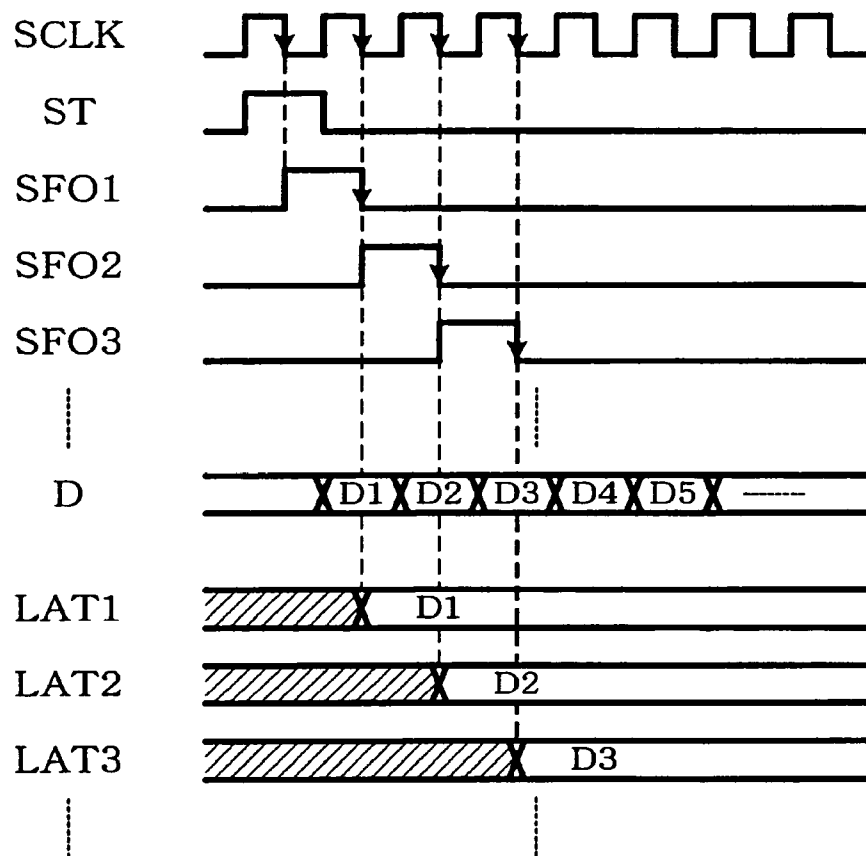 SCLK
ST
SFO1
SFO2
SFO3
D
D1 D2 D3 D4 D5
LAT1 D1
LAT2 D2
LAT3 D3